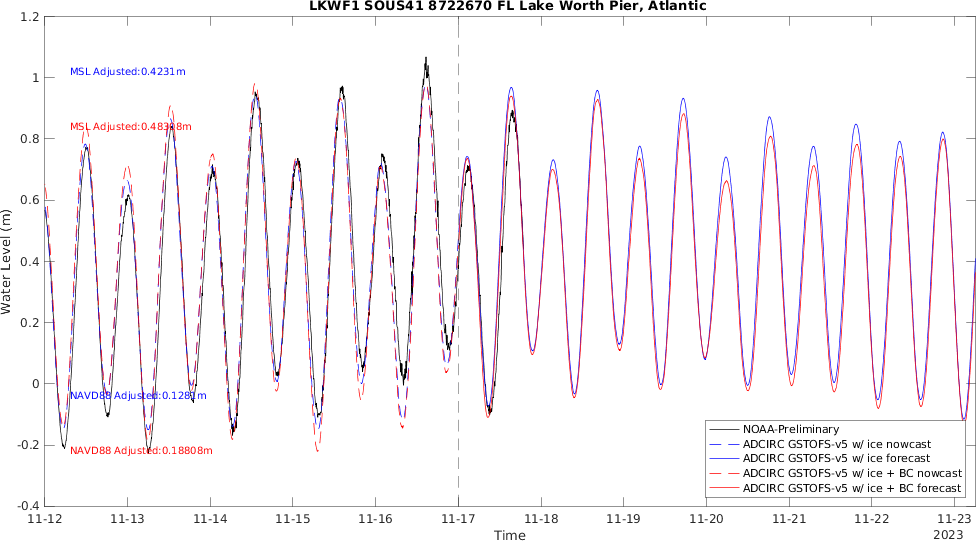 LKWF1 SOUS41 8722670 FL Lake Worth Pier, Atlantic
1.2
1
0.8
0.6
0.4
0.2
0
-0.2
-0.4
Water Level (m)
MSL Adjusted:0.4231m
MSL Adjusted:0.48308m
NAVD88 Adjusted:0.1281m
NAVD88 Adjusted:0.18808m
NOAA-Preliminary
ADCIRC GSTOFS-v5 w/ ice nowcast
ADCIRC GSTOFS-v5 w/ ice forecast
ADCIRC GSTOFS-v5 w/ ice + BC nowcast
ADCIRC GSTOFS-v5 w/ ice + BC forecast
11-12 11-13 11-14 11-15 11-16 11-17 11-18 11-19 11-20 11-21 11-22 11-23
Time
2023